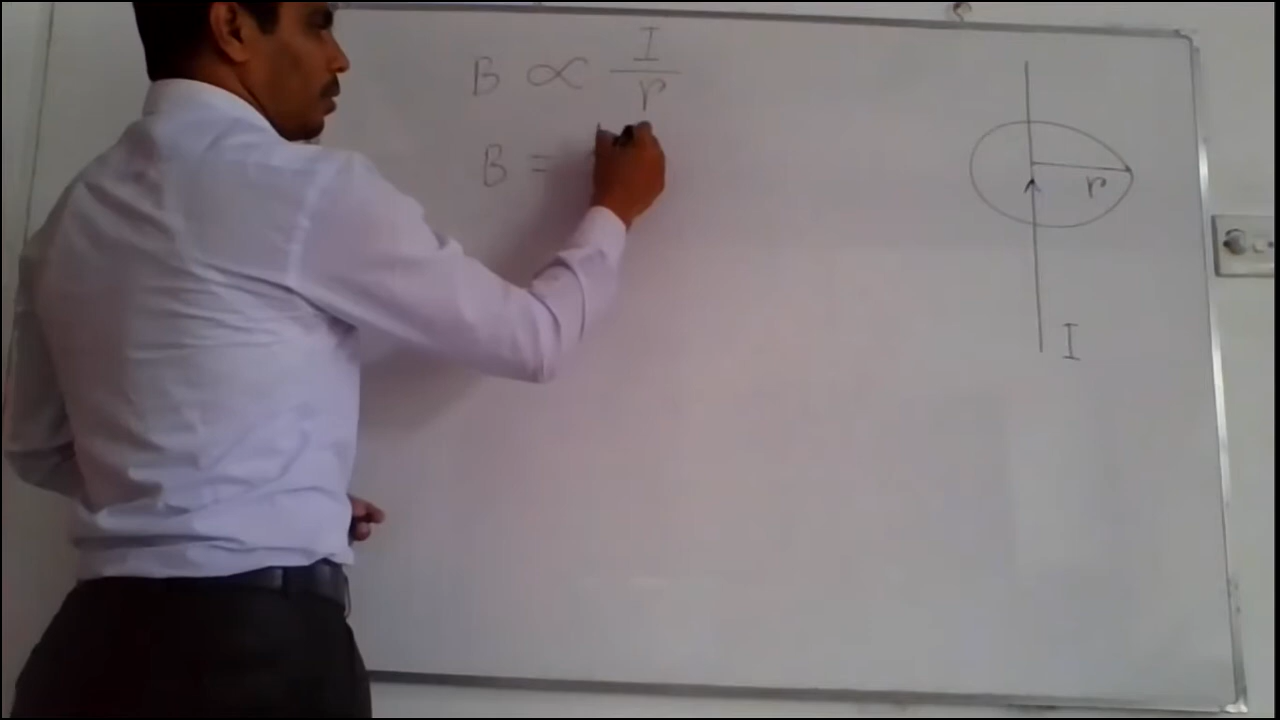 B ∝ I/r
B =
r
I